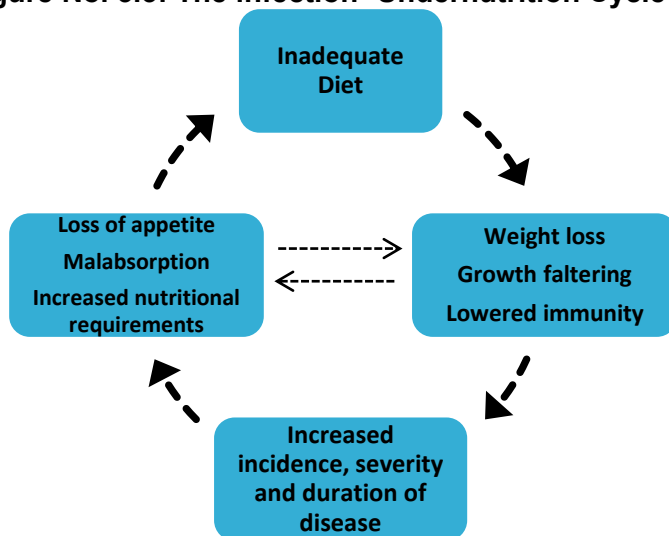 Inadequate
Diet
Loss of appetite
Malabsorption
Increased nutritional
requirements
Weight loss
Growth faltering
Lowered immunity
Increased
incidence, severity
and duration of
disease